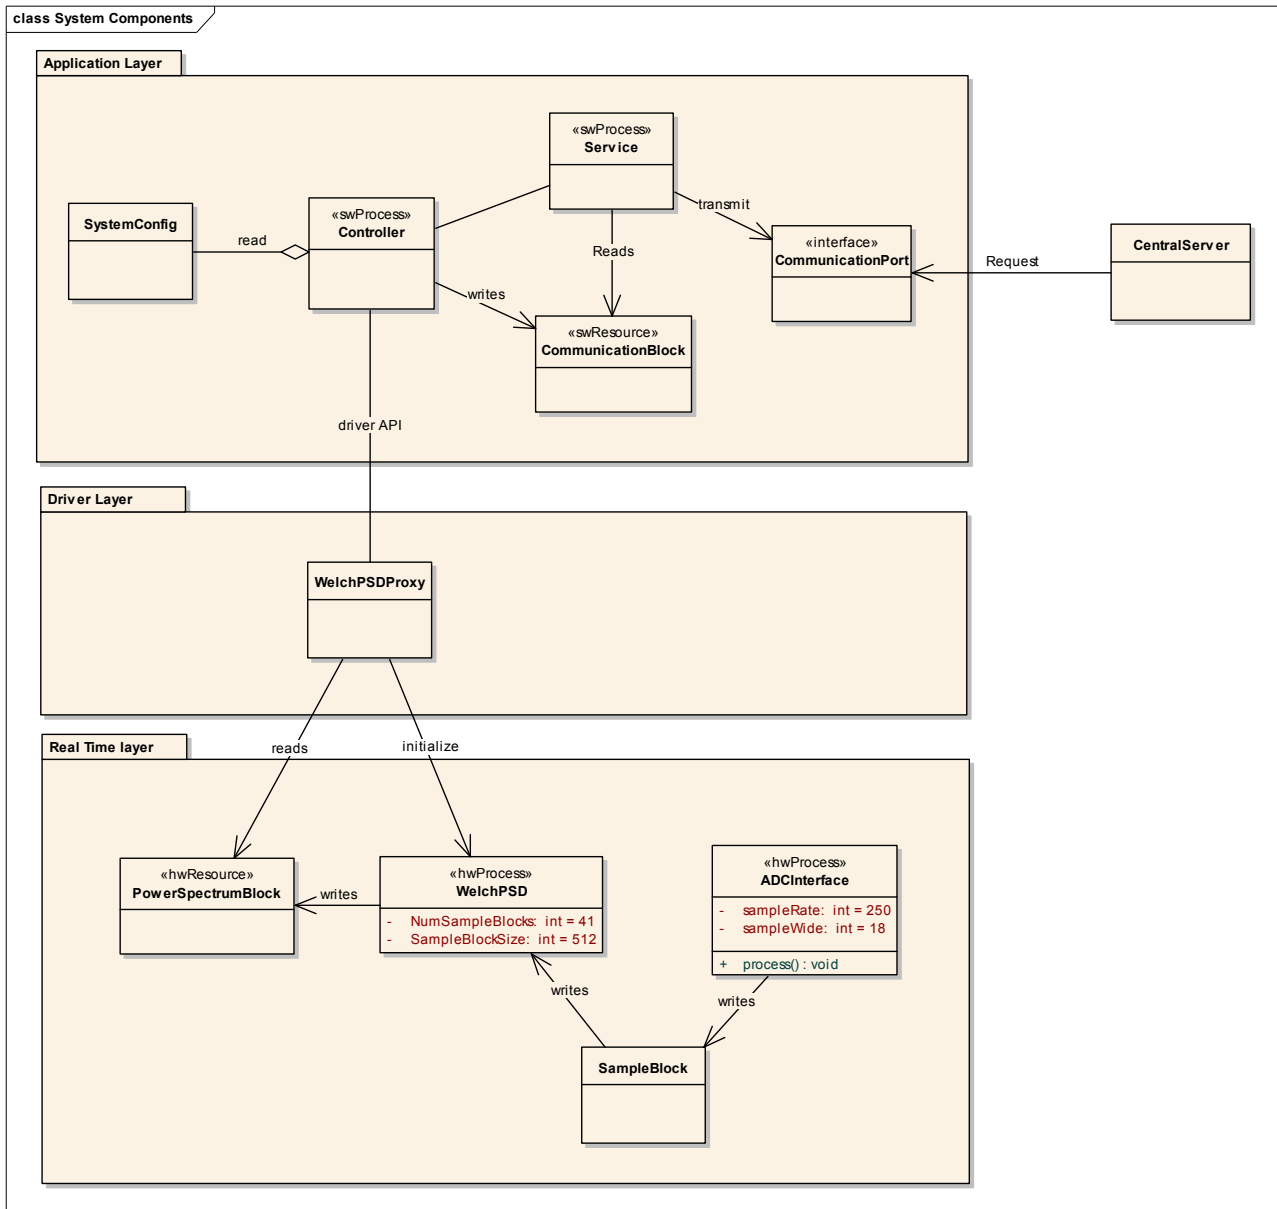 class System Components
Application Layer
«swProcess»
Service
transmit
SystemConfig
read
«swProcess»
Controller
Reads
«interface»
CommunicationPort
Request
CentralServer
writes
«swResource»
CommunicationBlock
driver API
Driver Layer
WelchPSDProxy
Real Time layer
reads
initialize
«hwResource»
PowerSpectrumBlock
writes
«hwProcess»
WelchPSD
- NumSampleBlocks: int = 41
- SampleBlockSize: int = 512
«hwProcess»
ADCInterface
- sampleRate: int = 250
- sampleWide: int = 18
+ process() : void
writes
writes
SampleBlock